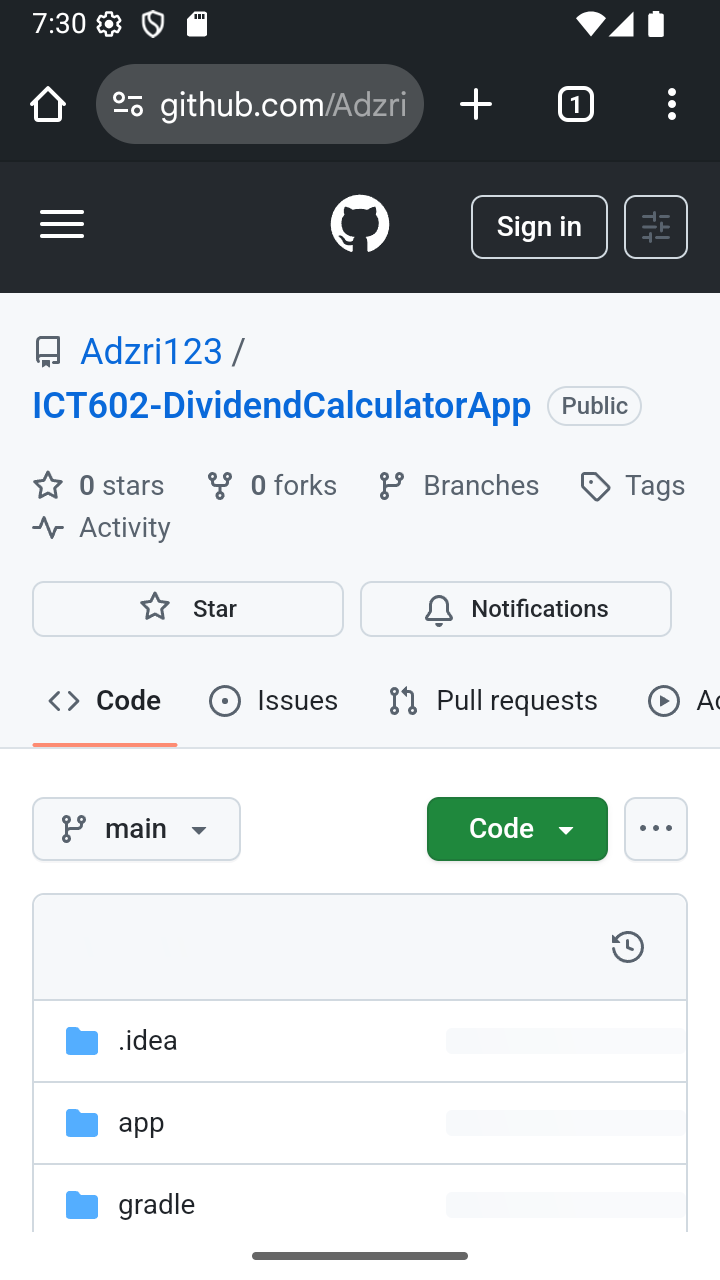 7:30
github.com/Adzri
1
Sign in
Adzri123 /
ICT602-DividendCalculatorApp Public
0 stars 0 forks Branches Tags
Activity
Star Notifications
Code Issues Pull requests Ac
main Code
.idea
app
gradle